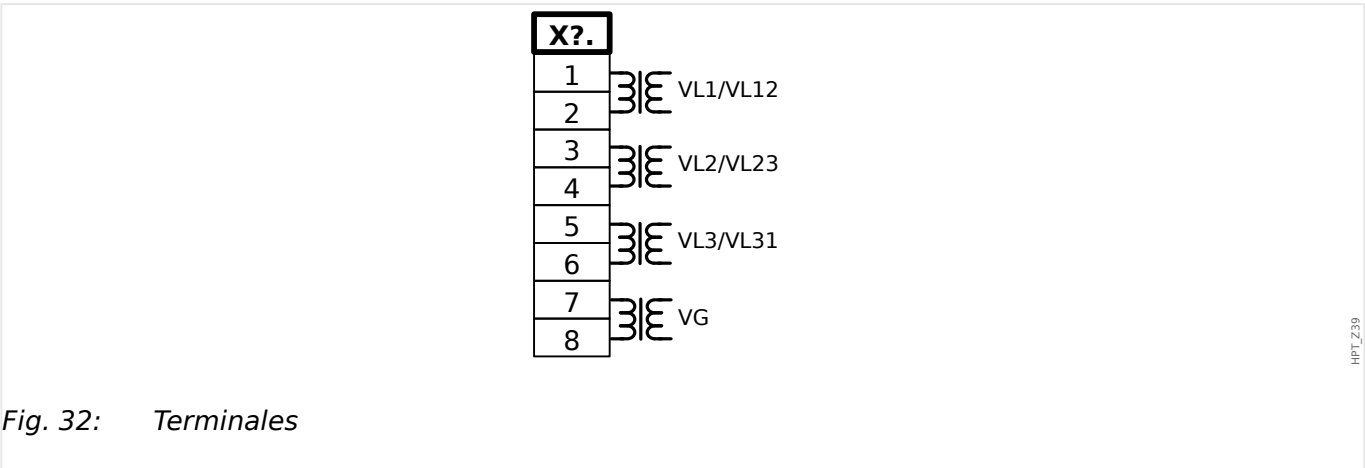 X?.
1
VL1/VL12
2
3
VL2/VL23
4
5
VL3/VL31
6
7
VG
8
HPT_Z39
Fig. 32: Terminales